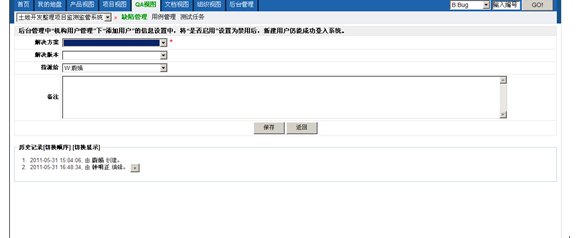 首页 我的地盘 产品视图 项目视图 QA视图 文档视图 组织视图 后台管理 B:Bug 输入编号 GO!
土地开发整理项目监测监管系统 > 缺陷管理 用例管理 测试任务
后台管理中“机构用户管理”下“添加用户”的信息设置中，将“是否启用”设置为禁用后，新建用户仍能成功登入系统。
解决方案 *
解决版本
指派给 W:蔚嫣
备注
保存 返回
历史记录[切换顺序] [切换显示]
1. 2011-05-31 15:04:06, 由 蔚嫣 创建。
2. 2011-05-31 16:48:34, 由 钟明正 编辑。 +